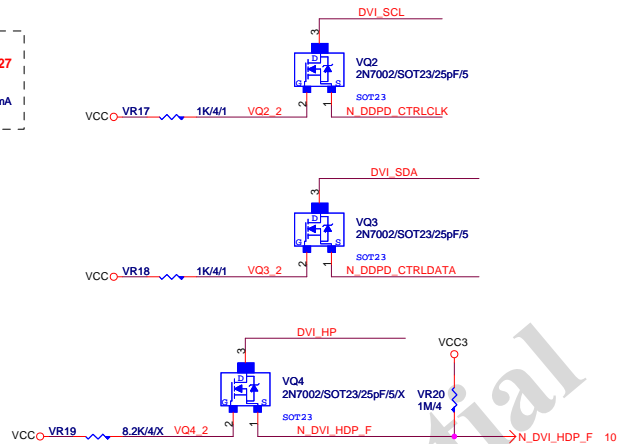 DVI_SCL
27
mA
3
D
G
S
VQ2
2N7002/SOT23/25pF/5
SOT23
2
1
VCC
VR17
1K/4/1
VQ2_2
N_DDPD_CTRLCLK
DVI_SDA
3
D
G
S
VQ3
2N7002/SOT23/25pF/5
SOT23
2
1
VCC
VR18
1K/4/1
VQ3_2
N_DDPD_CTRLDATA
DVI_HP
3
D
G
S
VQ4
2N7002/SOT23/25pF/5/X
SOT23
2
1
VCC3
VR20
1M/4
VCC
VR19
8.2K/4/X
VQ4_2
N_DVI_HDP_F
N_DVI_HDP_F 10
tial